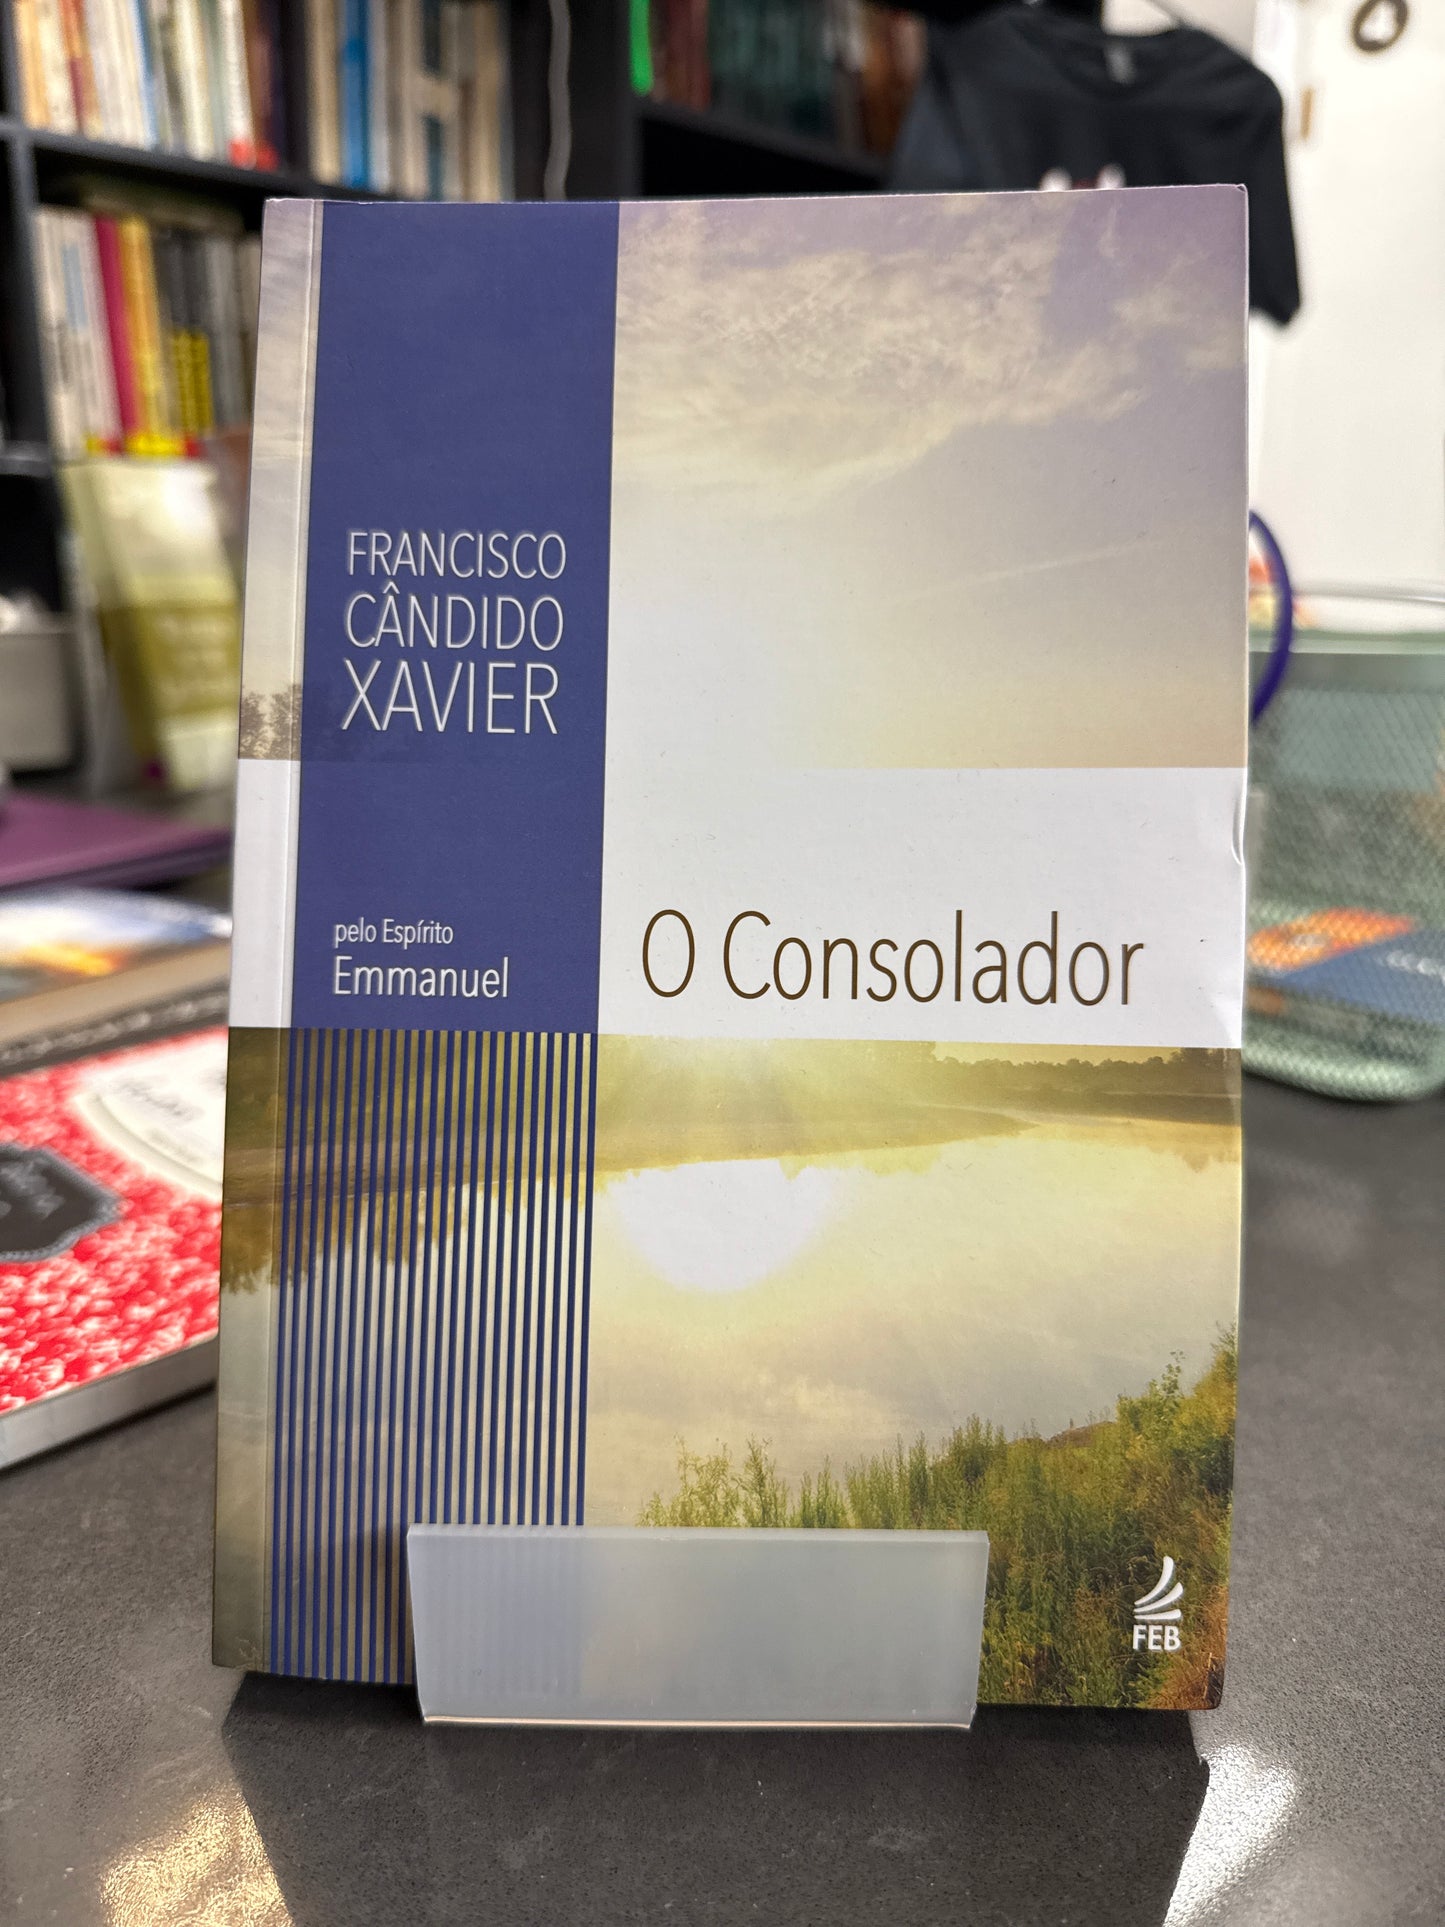 FRANCISCO
CÂNDIDO
XAVIER
pelo Espírito
Emmanuel
O Consolador
FEB